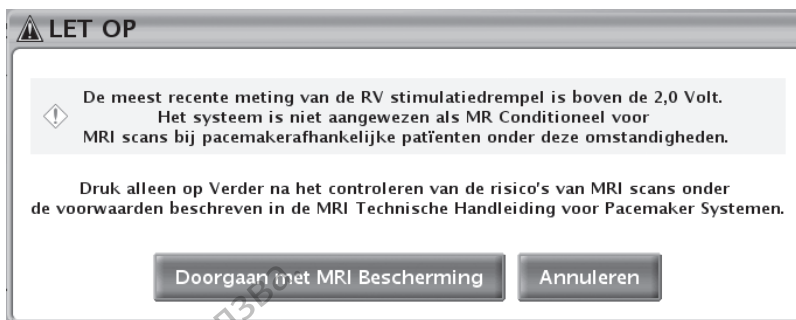 LET OP
De meest recente meting van de RV stimulatiedrempel is boven de 2,0 Volt.
Het systeem is niet aangewezen als MR Conditioneel voor
MRI scans bij pacemakerafhankelijke patïenten onder deze omstandigheden.
Druk alleen op Verder na het controleren van de risico's van MRI scans onder
de voorwaarden beschreven in de MRI Technische Handleiding voor Pacemaker Systemen.
Doorgaan met MRI Bescherming
Annuleren